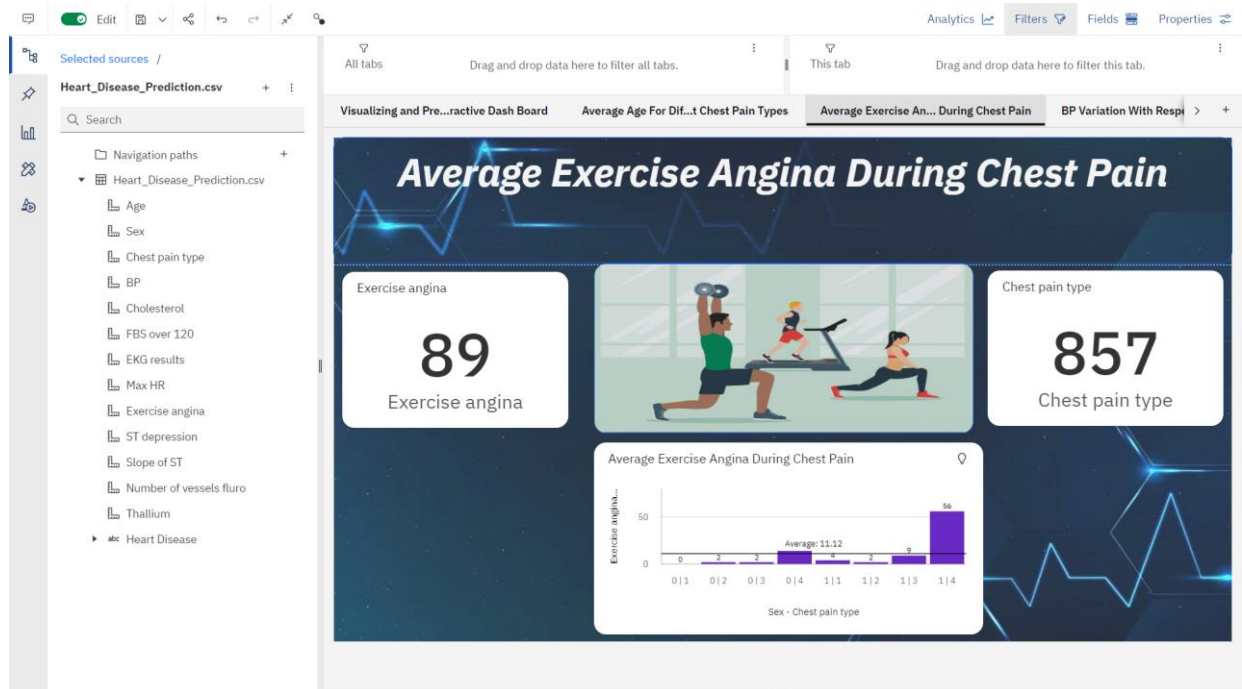 Edit
Analytics
Filters
Fields
Properties
Selected sources /
Heart_Disease_Prediction.csv
Search
Navigation paths
Heart_Disease_Prediction.csv
Age
Sex
Chest pain type
BP
Cholesterol
FBS over 120
EKG results
Max HR
Exercise angina
ST depression
Slope of ST
Number of vessels fluro
Thallium
abc Heart Disease
All tabs
Drag and drop data here to filter all tabs.
This tab
Drag and drop data here to filter this tab.
Visualizing and Pre...ractive Dash Board
Average Age For Dif...t Chest Pain Types
Average Exercise An... During Chest Pain
BP Variation With
Average Exercise Angina During Chest Pain
Exercise angina
89
Exercise angina
Chest pain type
857
Chest pain type
Average Exercise Angina During Chest Pain
Exercise angina...
50
0
Average: 11.12
0 2 2 4 2 9 56
0|1 0|2 0|3 0|4 1|1 1|2 1|3 1|4
Sex - Chest pain type